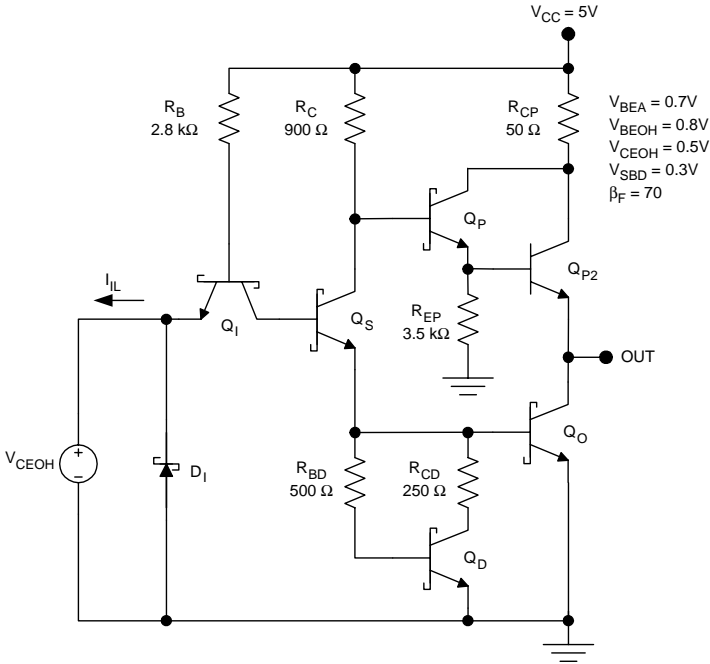 V_CC = 5V
R_B
2.8 kΩ
R_C
900 Ω
R_CP
50 Ω
V_BEA = 0.7V
V_BEOH = 0.8V
V_CEOH = 0.5V
V_SBD = 0.3V
β_F = 70
Q_P
Q_P2
I_IL
Q_I
Q_S
R_EP
3.5 kΩ
OUT
V_CEOH
+
−
D_I
R_BD
500 Ω
R_CD
250 Ω
Q_O
Q_D